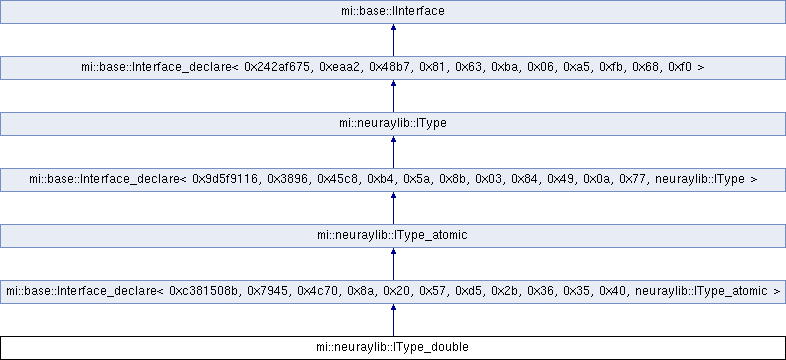 mi::base::IInterface
mi::base::Interface_declare< 0x242af675, 0xeaa2, 0x48b7, 0x81, 0x63, 0xba, 0x06, 0xa5, 0xfb, 0x68, 0xf0 >
mi::neuraylib::IType
mi::base::Interface_declare< 0x9d5f9116, 0x3896, 0x45c8, 0xb4, 0x5a, 0x8b, 0x03, 0x84, 0x49, 0x0a, 0x77, neuraylib::IType >
mi::neuraylib::IType_atomic
mi::base::Interface_declare< 0xc381508b, 0x7945, 0x4c70, 0x8a, 0x20, 0x57, 0xd5, 0x2b, 0x36, 0x35, 0x40, neuraylib::IType_atomic >
mi::neuraylib::IType_double